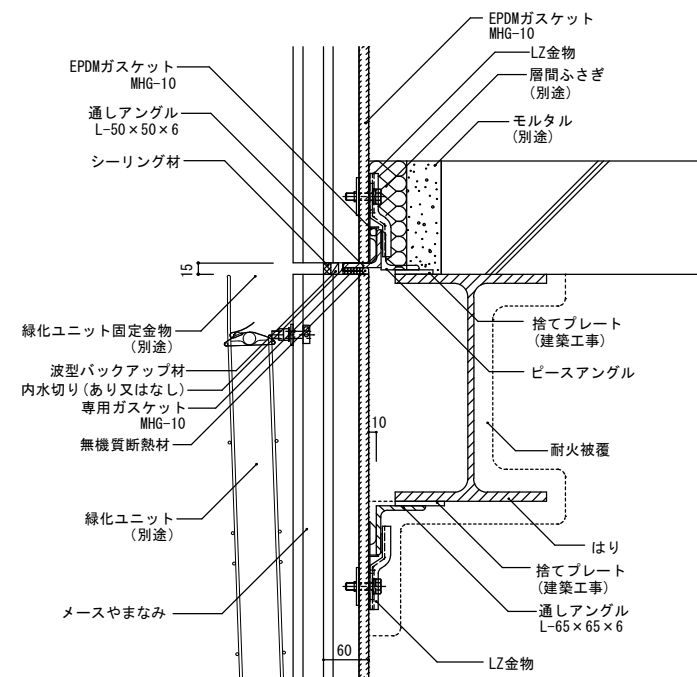 EPDMガスケット
MHG-10
LZ金物
層間ふさぎ
(別途)
モルタル
(別途)
EPDMガスケット
MHG-10
通しアングル
L-50×50×6
シーリング材
15
緑化ユニット固定金物
(別途)
波型バックアップ材
内水切り(あり又はなし)
専用ガスケット
MHG-10
無機質断熱材
緑化ユニット
(別途)
メースやまなみ
捨てプレート
(建築工事)
ピースアングル
10
耐火被覆
はり
捨てプレート
(建築工事)
通しアングル
L-65×65×6
60
LZ金物